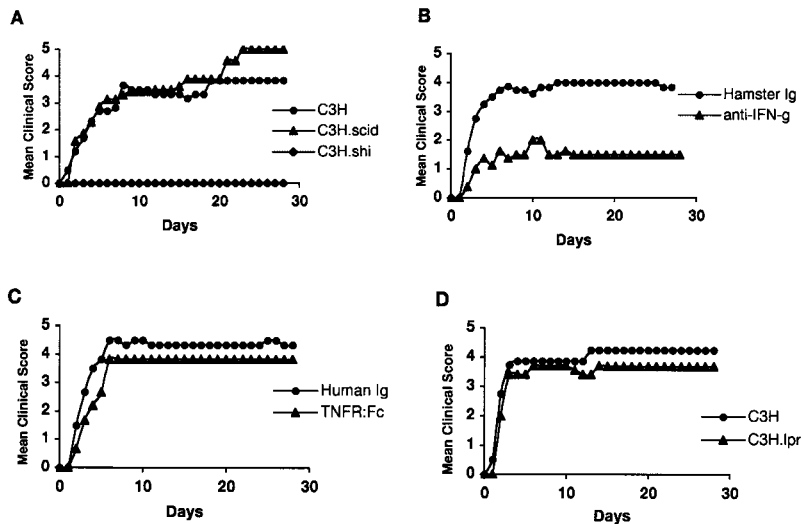 A
Mean Clinical Score
5
4
3
2
1
0
0 10 20 30
Days
C3H
C3H.scid
C3H.shi
B
Mean Clinical Score
5
4
3
2
1
0
0 10 20 30
Days
Hamster Ig
anti-IFN-g
C
Mean Clinical Score
5
4
3
2
1
0
0 10 20 30
Days
Human Ig
TNFR:Fc
D
Mean Clinical Score
5
4
3
2
1
0
0 10 20 30
Days
C3H
C3H.lpr